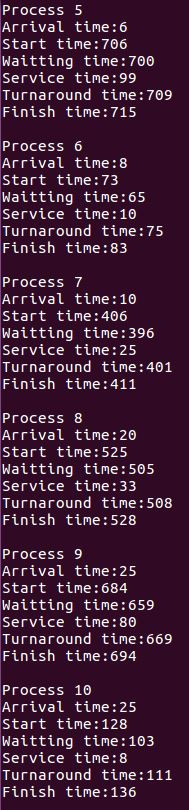 Process 5
Arrival time:6
Start time:706
Waitting time:700
Service time:99
Turnaround time:709
Finish time:715
Process 6
Arrival time:8
Start time:73
Waitting time:65
Service time:10
Turnaround time:75
Finish time:83
Process 7
Arrival time:10
Start time:406
Waitting time:396
Service time:25
Turnaround time:401
Finish time:411
Process 8
Arrival time:20
Start time:525
Waitting time:505
Service time:33
Turnaround time:508
Finish time:528
Process 9
Arrival time:25
Start time:684
Waitting time:659
Service time:80
Turnaround time:669
Finish time:694
Process 10
Arrival time:25
Start time:128
Waitting time:103
Service time:8
Turnaround time:111
Finish time:136